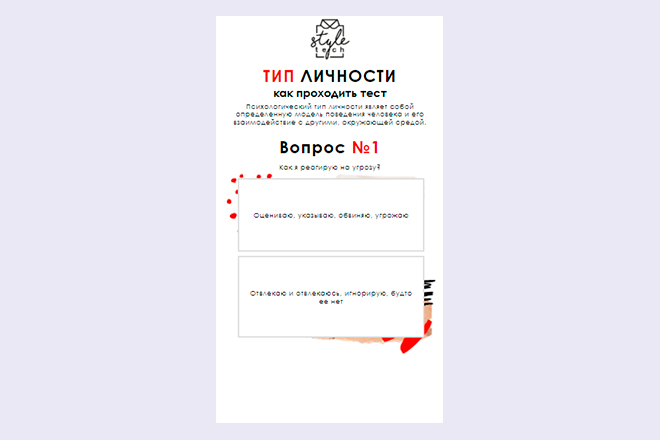 style
tech
ТИП ЛИЧНОСТИ
как проходить тест
Психологический тип личности являет собой
определенную модель поведения человека и его
взаимодействие с другими, окружающей средой.
Вопрос №1
Как я реагирую на угрозу?
Оцениваю, указываю, обвиняю, угрожаю
Отвлекаю и отвлекаюсь, игнорирую, будто
ее нет